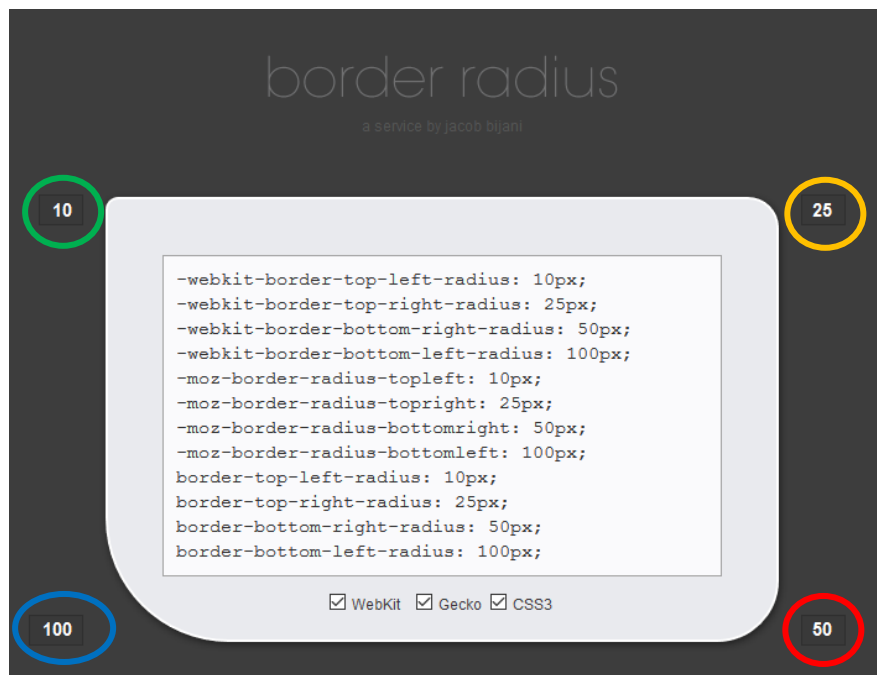 border radius
a service by jacob bijani
10
25
-webkit-border-top-left-radius: 10px;
-webkit-border-top-right-radius: 25px;
-webkit-border-bottom-right-radius: 50px;
-webkit-border-bottom-left-radius: 100px;
-moz-border-radius-topleft: 10px;
-moz-border-radius-topright: 25px;
-moz-border-radius-bottomright: 50px;
-moz-border-radius-bottomleft: 100px;
border-top-left-radius: 10px;
border-top-right-radius: 25px;
border-bottom-right-radius: 50px;
border-bottom-left-radius: 100px;
WebKit Gecko CSS3
100
50